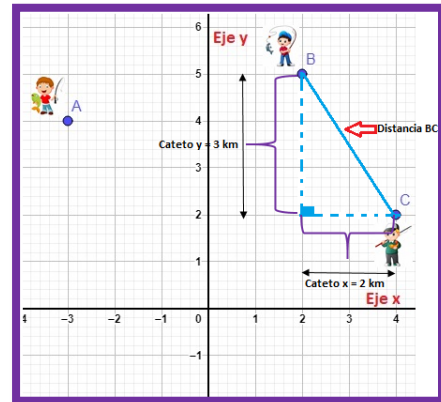 6
Eje y
B
5
A
4
Distancia BC
Cateto y = 3 km
3
C
2
1
Cateto x = 2 km
Eje x
4 −3 −2 −1 0 1 2 3 4
−1